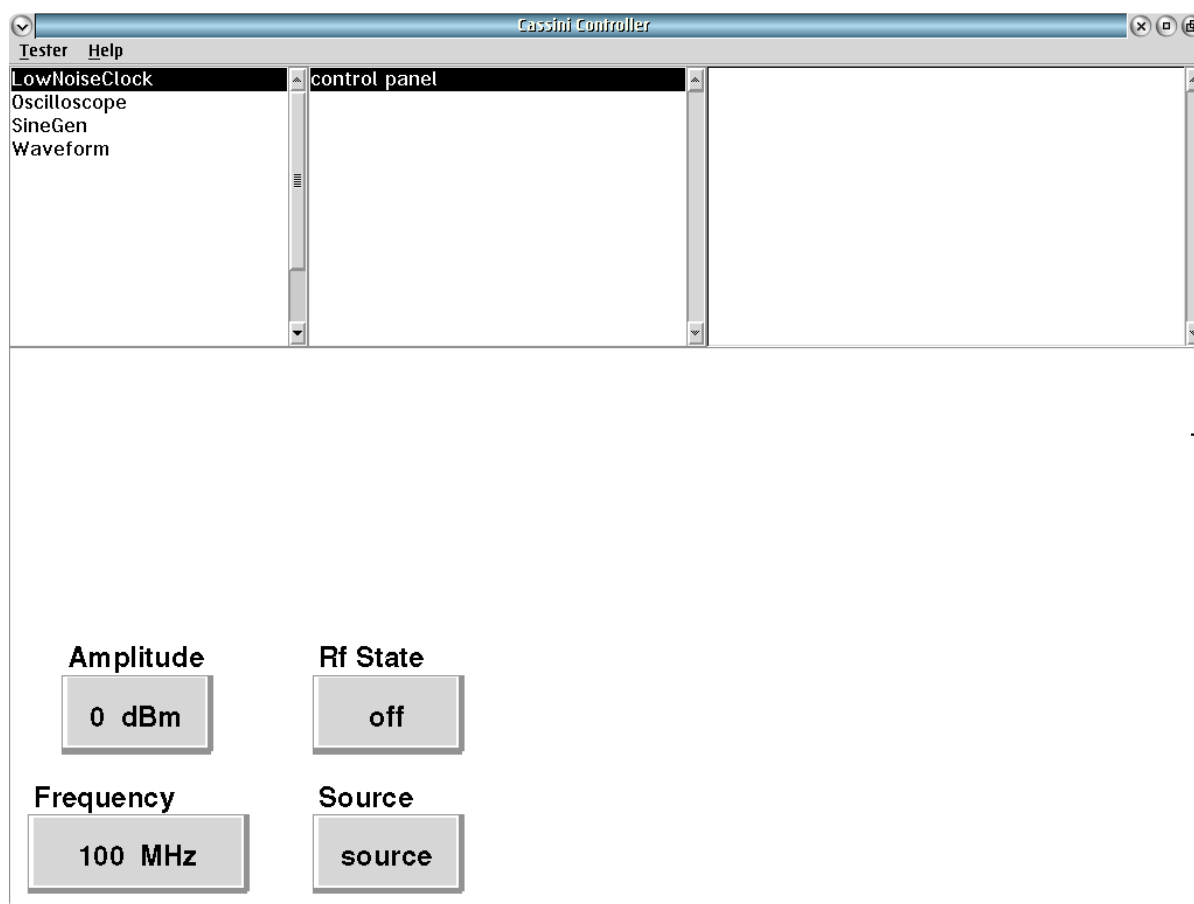 Cassini Controller
Tester Help
LowNoiseClock
Oscilloscope
SineGen
Waveform
control panel
Amplitude
0 dBm
Rf State
off
Frequency
100 MHz
Source
source